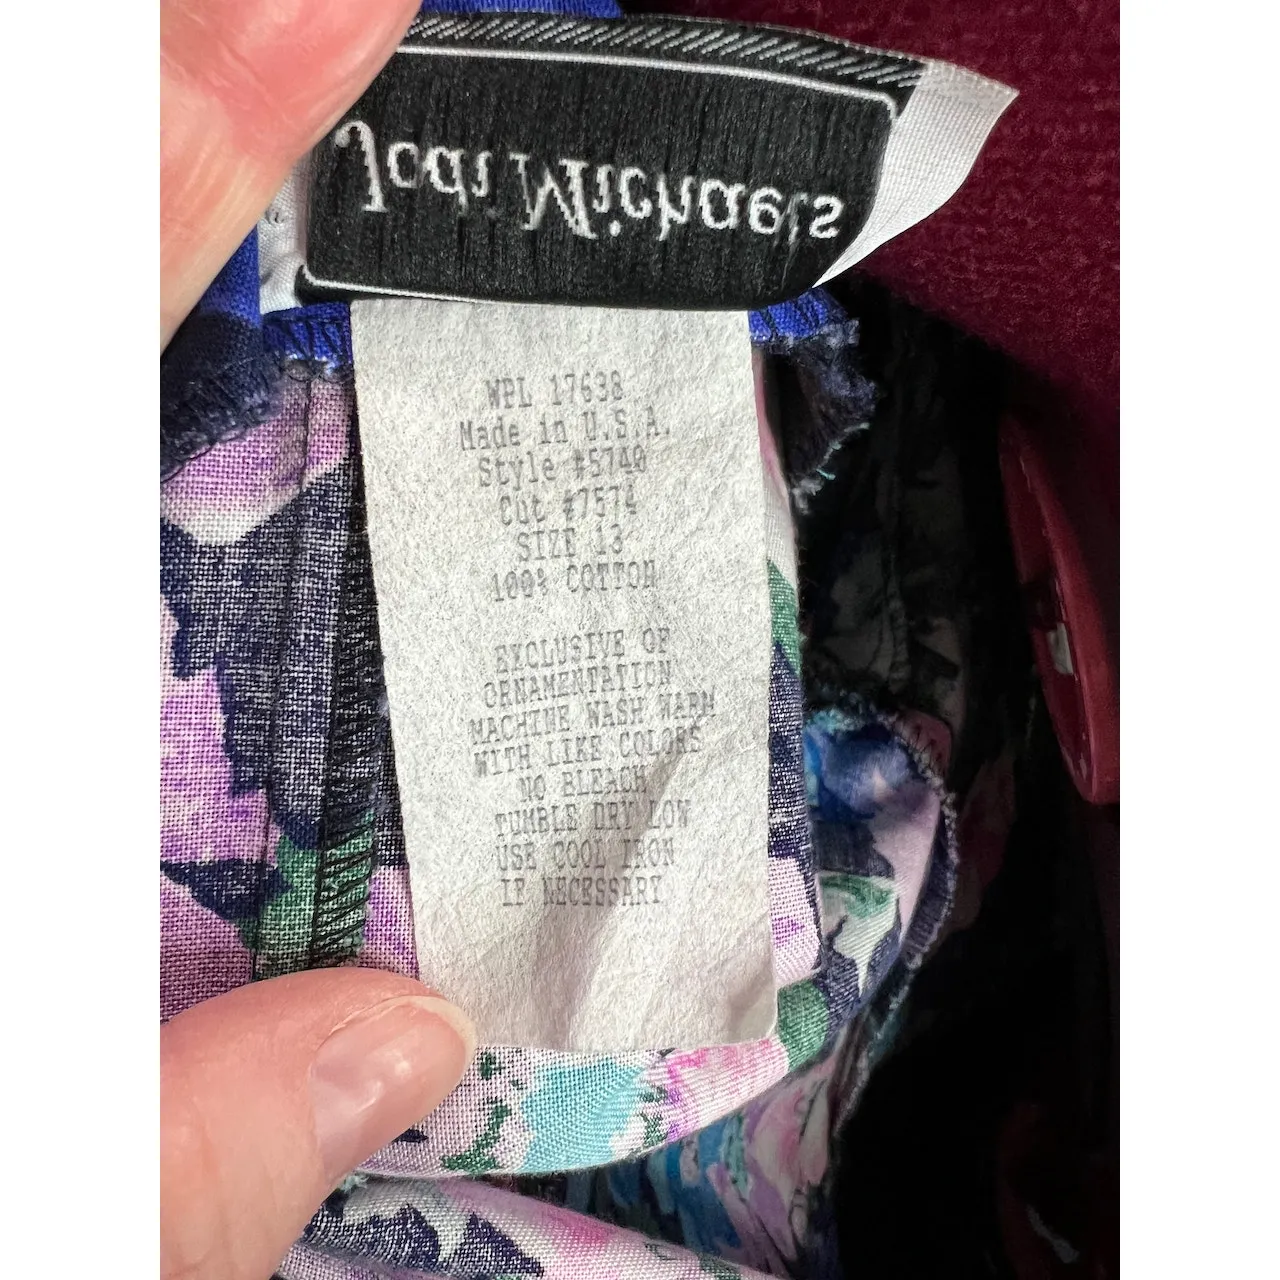 Jodi Michaels
WPL 17638
Made in U.S.A.
Style #5740
Cut #7574
SIZE 13
100% COTTON
EXCLUSIVE OF
ORNAMENTATION
MACHINE WASH WARM
WITH LIKE COLORS
NO BLEACH
TUMBLE DRY LOW
USE COOL IRON
IF NECESSARY